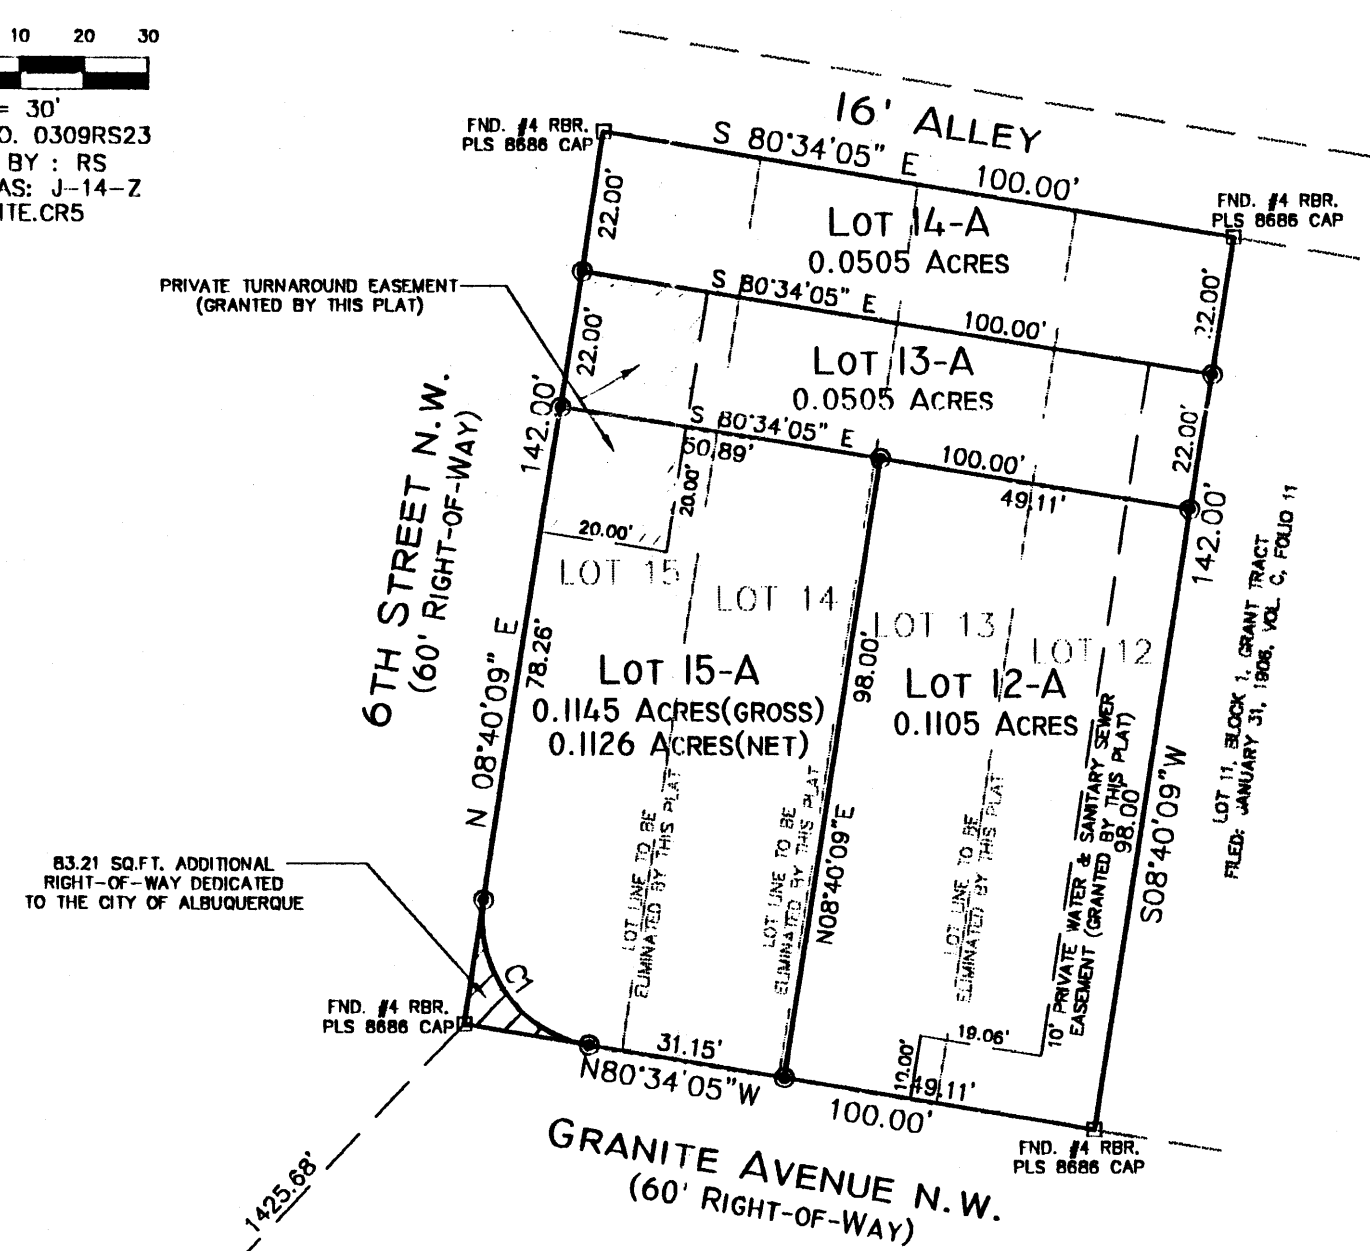 10 20 30
= 30'
O. 0309RS23
BY : RS
AS: J-14-Z
ITE.CR5
16' ALLEY
FND. #4 RBR.
PLS 8686 CAP
S 80°34'05" E 100.00'
FND. #4 RBR.
PLS 8686 CAP
22.00'
LOT 14-A
0.0505 ACRES
22.00'
PRIVATE TURNAROUND EASEMENT
(GRANTED BY THIS PLAT)
S 80°34'05" E 100.00'
22.00'
LOT 13-A
0.0505 ACRES
22.00'
142.00'
S 80°34'05" E 100.00'
50.89'
49.11'
142.00'
6TH STREET N.W.
(60' RIGHT-OF-WAY)
20.00'
20.00'
LOT 15
LOT 14
LOT 13
LOT 12
N 08°40'09" E
78.26'
LOT 15-A
0.1145 ACRES(GROSS)
0.1126 ACRES(NET)
98.00'
N08°40'09"E
LOT 12-A
0.1105 ACRES
98.00'
S08°40'09"W
LOT 11, BLOCK 1, GRANT TRACT
FILED: JANUARY 31, 1906, VOL. C, FOLIO 11
LOT LINE TO BE
ELIMINATED BY THIS PLAT
LOT LINE TO BE
ELIMINATED BY THIS PLAT
LOT LINE TO BE
ELIMINATED BY THIS PLAT
10' PRIVATE WATER & SANITARY SEWER
EASEMENT (GRANTED BY THIS PLAT)
83.21 SQ.FT. ADDITIONAL
RIGHT-OF-WAY DEDICATED
TO THE CITY OF ALBUQUERQUE
C1
FND. #4 RBR.
PLS 8686 CAP
31.15'
N80°34'05"W
100.00'
10.00'
19.06'
49.11'
FND. #4 RBR.
PLS 8686 CAP
GRANITE AVENUE N.W.
(60' RIGHT-OF-WAY)
1425.68'